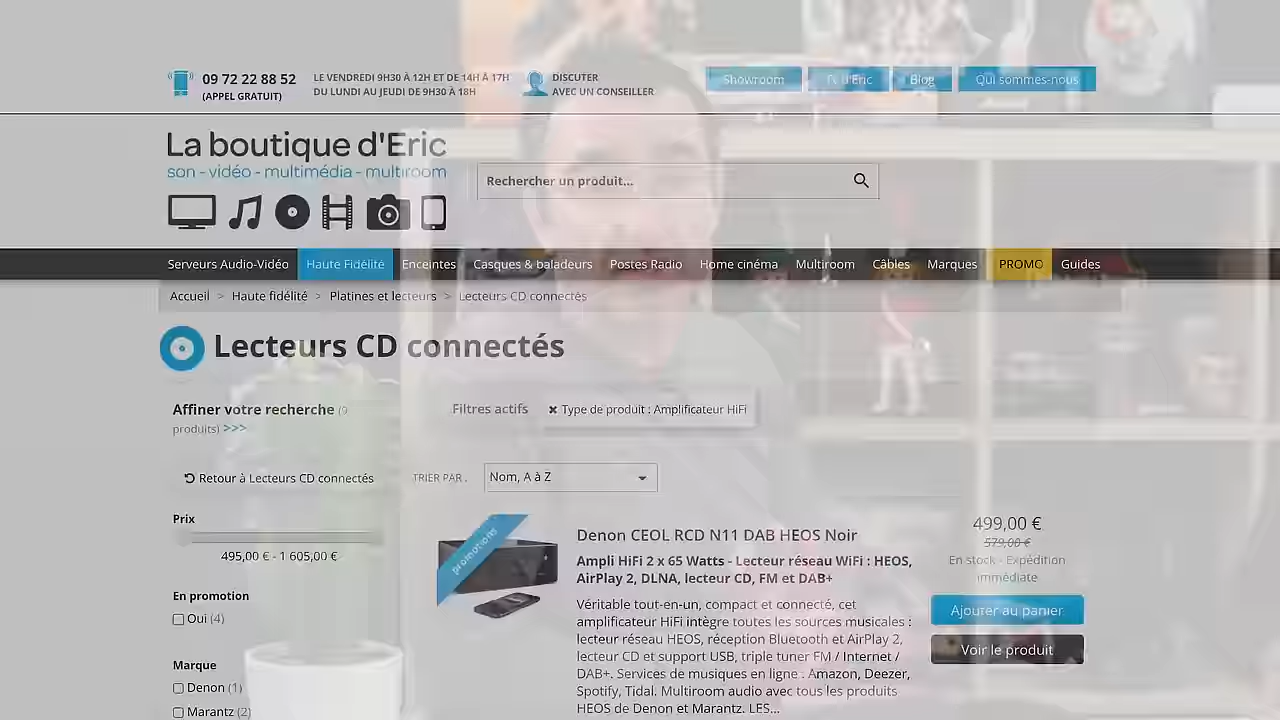 09 72 22 88 52
(APPEL GRATUIT)
LE VENDREDI 9H30 À 12H ET DE 14H À 17H
DU LUNDI AU JEUDI DE 9H30 À 18H
DISCUTER
AVEC UN CONSEILLER
Showroom
d'Eric
Blog
Qui sommes-nous
La boutique d'Eric
son - vidéo - multimédia - multiroom
Rechercher un produit...
Serveurs Audio-Vidéo
Haute Fidélité
Enceintes
Casques & baladeurs
Postes Radio
Home cinéma
Multiroom
Câbles
Marques
PROMO
Guides
Accueil > Haute fidélité > Platines et lecteurs > Lecteurs CD connectés
Lecteurs CD connectés
Affiner votre recherche (9
produits) >>>
Filtres actifs
✖ Type de produit : Amplificateur HiFi
Retour à Lecteurs CD connectés
TRIER PAR :
Nom, A à Z
Prix
495,00 € - 1 605,00 €
En promotion
Oui (4)
Marque
Denon (1)
Marantz (2)
promotions
Denon CEOL RCD N11 DAB HEOS Noir
Ampli HiFi 2 x 65 Watts - Lecteur réseau WiFi : HEOS,
AirPlay 2, DLNA, lecteur CD, FM et DAB+
Véritable tout-en-un, compact et connecté, cet
amplificateur HiFi intègre toutes les sources musicales :
lecteur réseau HEOS, réception Bluetooth et AirPlay 2,
lecteur CD et support USB, triple tuner FM / Internet /
DAB+. Services de musiques en ligne : Amazon, Deezer,
Spotify, Tidal. Multiroom audio avec tous les produits
HEOS de Denon et Marantz. LES...
499,00 €
579,00 €
En stock - Expédition
immédiate
Ajouter au panier
Voir le produit